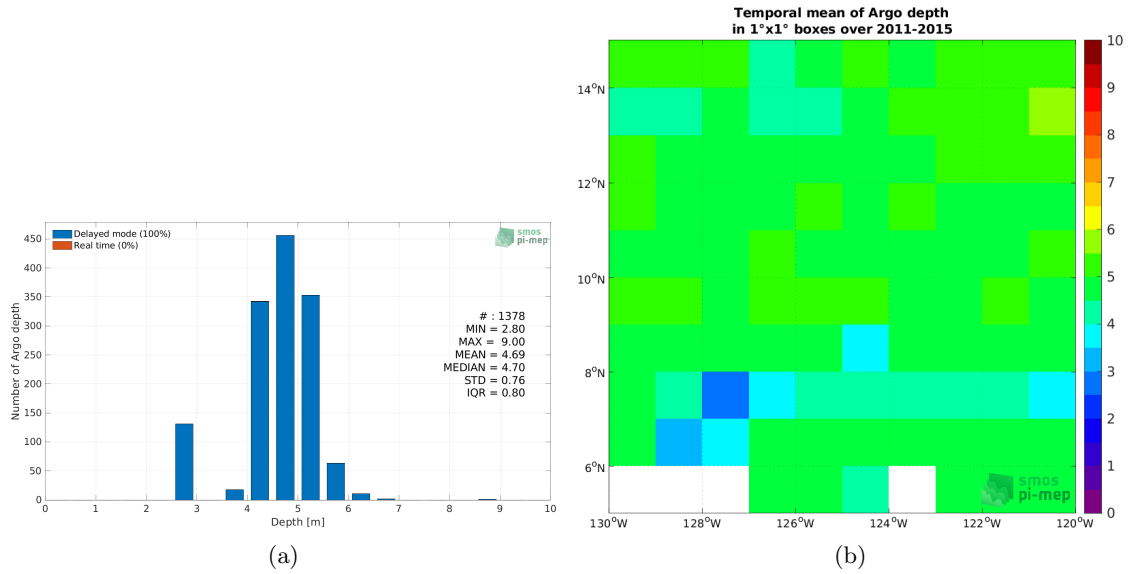 Temporal mean of Argo depth
in 1°x1° boxes over 2011-2015
Delayed mode (100%)
Real time (0%)
smos
pi-mep
# : 1378
MIN = 2.80
MAX = 9.00
MEAN = 4.69
MEDIAN = 4.70
STD = 0.76
IQR = 0.80
Number of Argo depth
450
400
350
300
250
200
150
100
50
0
0 1 2 3 4 5 6 7 8 9 10
Depth [m]
(a)
14°N
12°N
10°N
8°N
6°N
130°W 128°W 126°W 124°W 122°W 120°W
smos
pi-mep
10
9
8
7
6
5
4
3
2
1
0
(b)